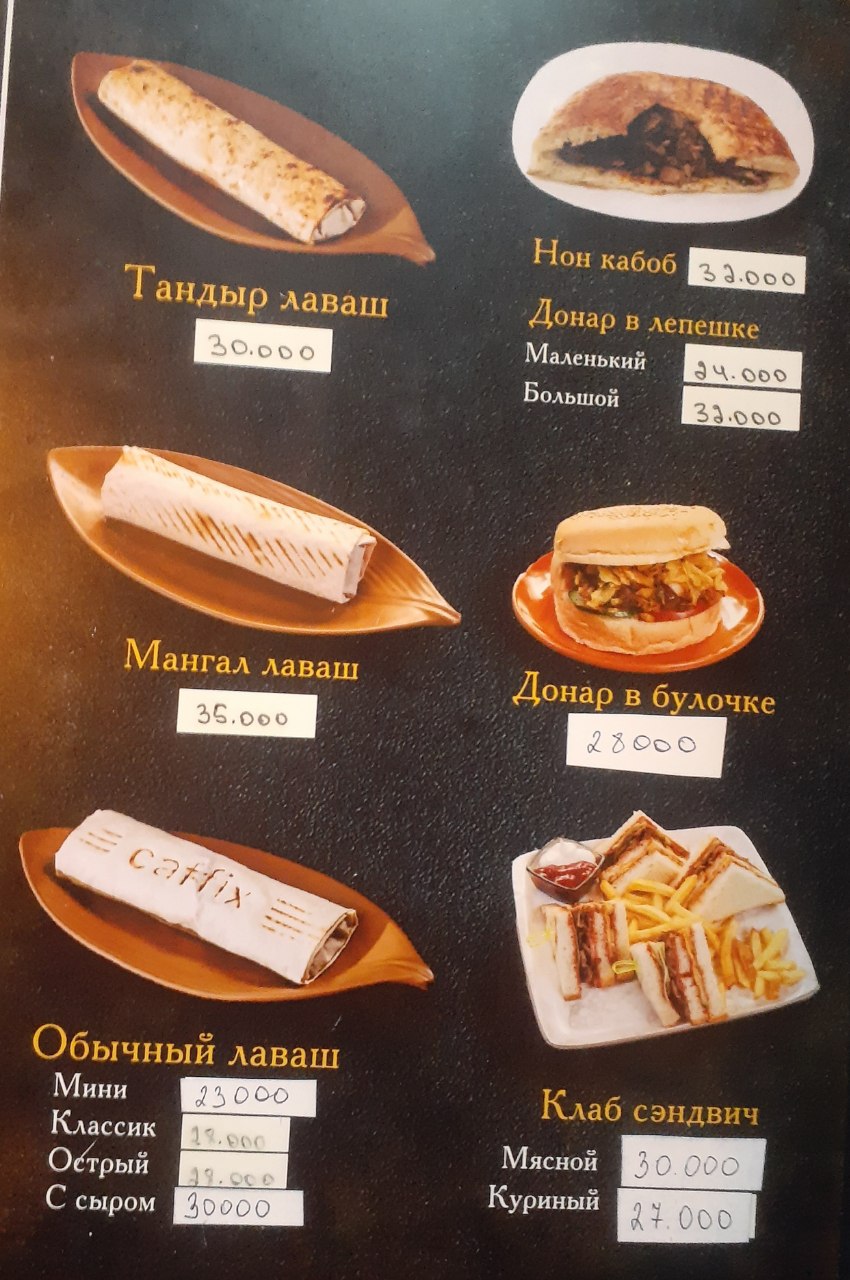 Тандыр лаваш
30.000
Мангал лаваш
35.000
caffix
Обычный лаваш
Мини 23000
Классик 28.000
Острый 28.000
С сыром 30000
Нон кабоб 32.000
Донар в лепешке
Маленький 24.000
Большой 32.000
Донар в булочке
28000
Клаб сэндвич
Мясной 30.000
Куриный 27.000